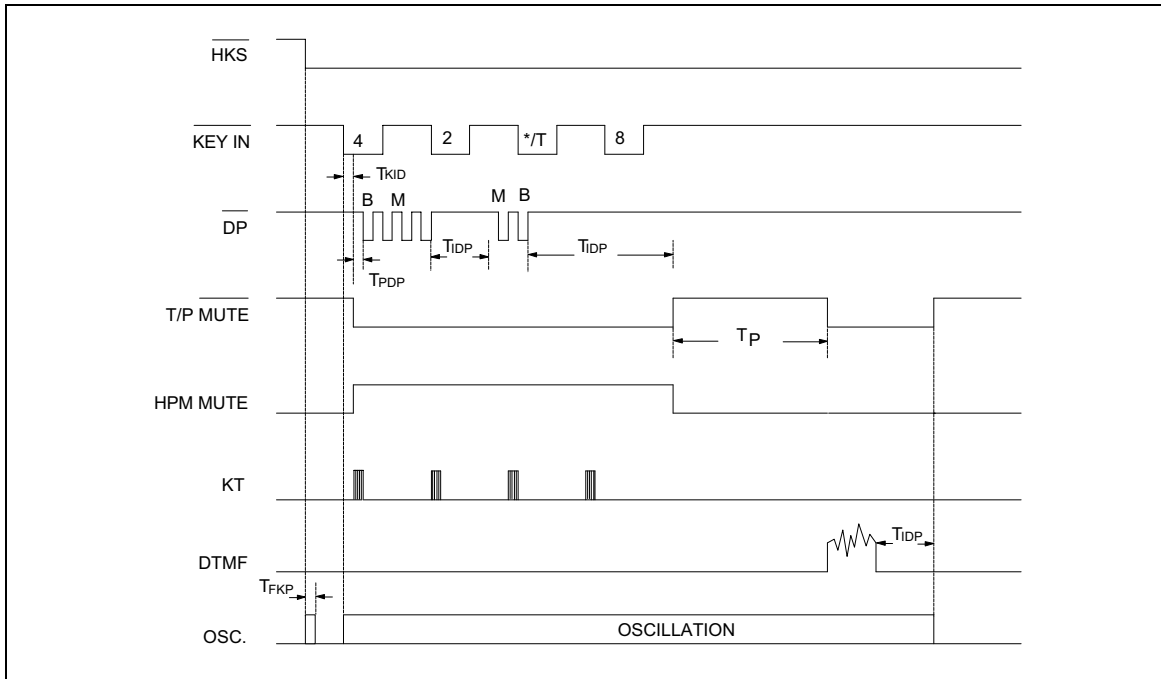 HKS
KEY IN
4
2
*/T
8
TKID
B M
M B
DP
TIDP
TIDP
TPDP
T/P MUTE
TP
HPM MUTE
KT
TIDP
DTMF
TFKP
OSCILLATION
OSC.